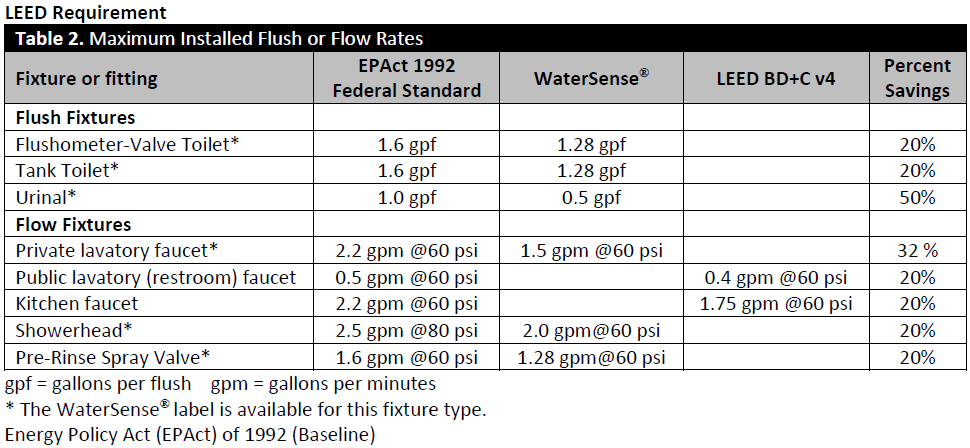 LEED Requirement
Table 2. Maximum Installed Flush or Flow Rates
Fixture or fitting EPAct 1992 Federal Standard WaterSense® LEED BD+C v4 Percent Savings
Flush Fixtures
Flushometer-Valve Toilet* 1.6 gpf 1.28 gpf 20%
Tank Toilet* 1.6 gpf 1.28 gpf 20%
Urinal* 1.0 gpf 0.5 gpf 50%
Flow Fixtures
Private lavatory faucet* 2.2 gpm @60 psi 1.5 gpm @60 psi 32 %
Public lavatory (restroom) faucet 0.5 gpm @60 psi 0.4 gpm @60 psi 20%
Kitchen faucet 2.2 gpm @60 psi 1.75 gpm @60 psi 20%
Showerhead* 2.5 gpm @80 psi 2.0 gpm@60 psi 20%
Pre-Rinse Spray Valve* 1.6 gpm @60 psi 1.28 gpm@60 psi 20%
gpf = gallons per flush gpm = gallons per minutes
* The WaterSense® label is available for this fixture type.
Energy Policy Act (EPAct) of 1992 (Baseline)